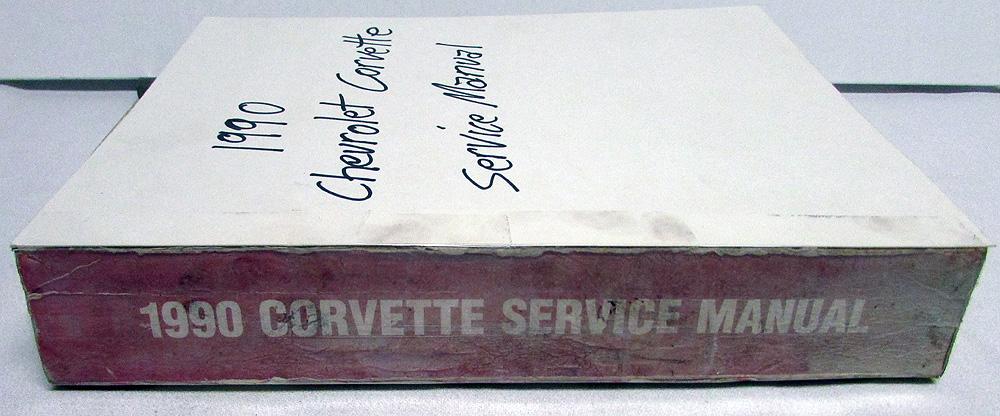 1990
Chevrolet Corvette
Service Manual
1990 CORVETTE SERVICE MANUAL